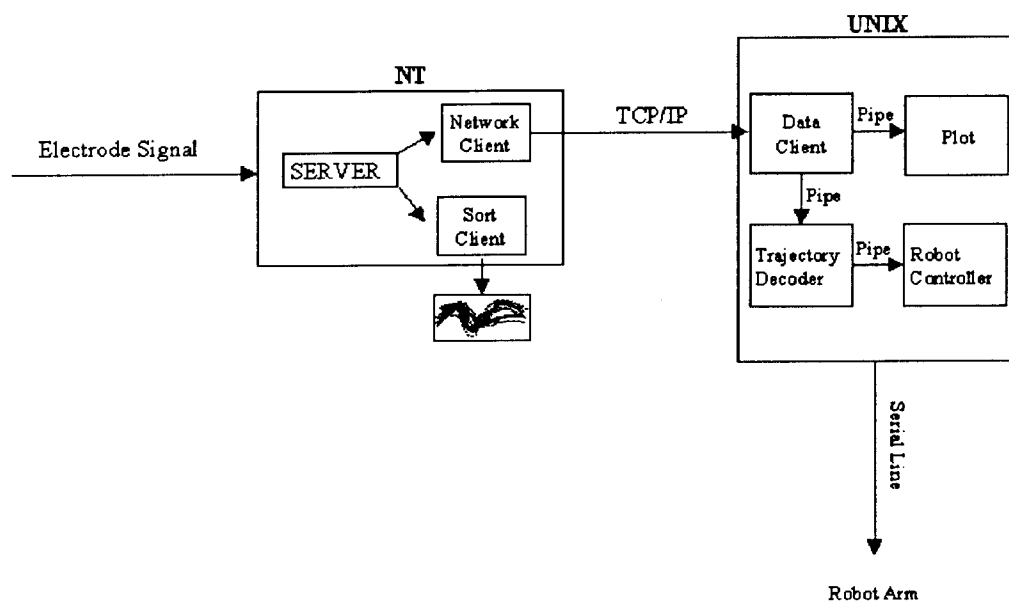 UNIX
NT
Network
Client
TCP/IP
Data
Client
Pipe
Plot
Electrode Signal
SERVER
Pipe
Sort
Client
Trajectory
Decoder
Pipe
Robot
Controller
Serial Line
Robot Arm